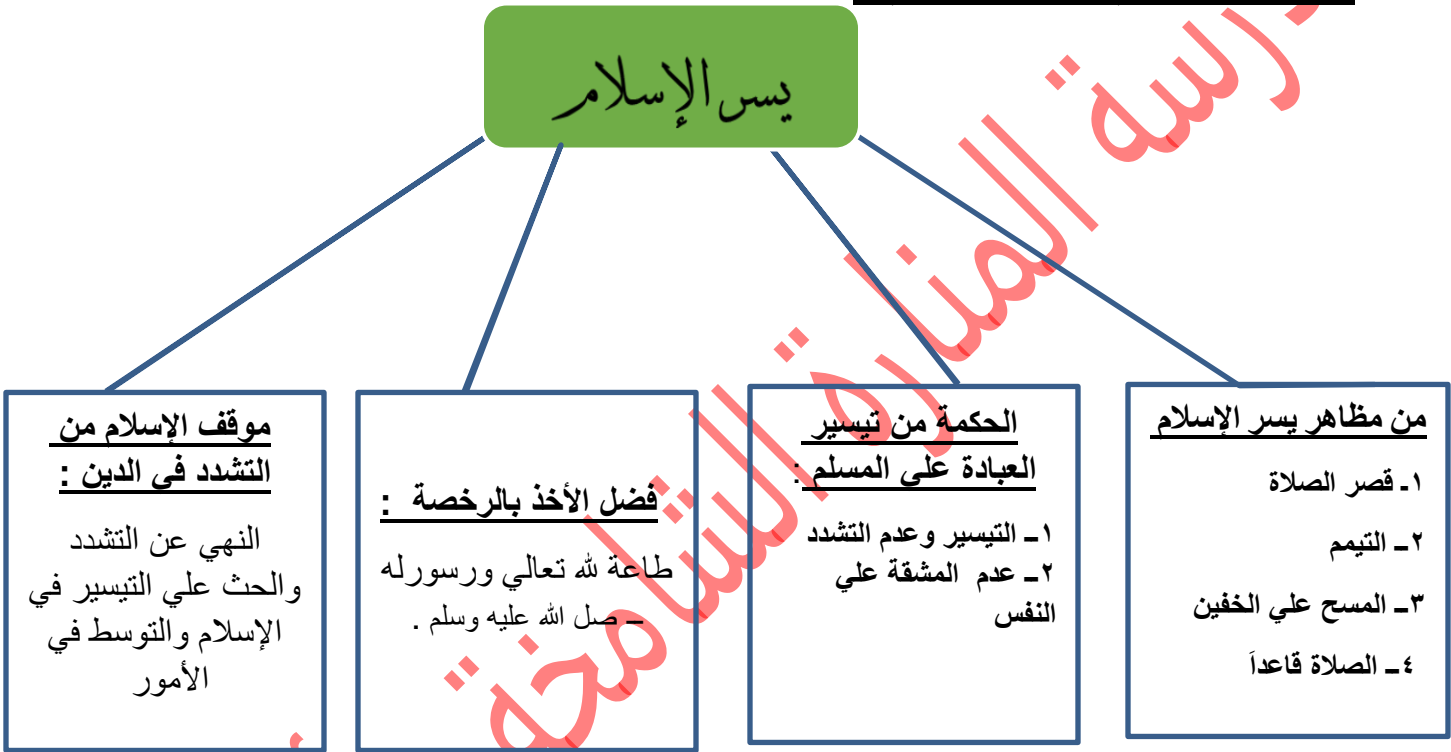 يسر الإسلام
من مظاهر يسر الإسلام
١ـ قصر الصلاة
٢ـ التيمم
٣ـ المسح علي الخفين
٤ـ الصلاة قاعداَ
الحكمة من تيسير
العبادة علي المسلم :
١ـ التيسير وعدم التشدد
٢ـ عدم المشقة علي
النفس
فضل الأخذ بالرخصة :
طاعة لله تعالي ورسورله
ـ صل الله عليه وسلم .
موقف الإسلام من
التشدد في الدين :
النهي عن التشدد
والحث علي التيسير في
الإسلام والتوسط في
الأمور
المنارة الشامخة